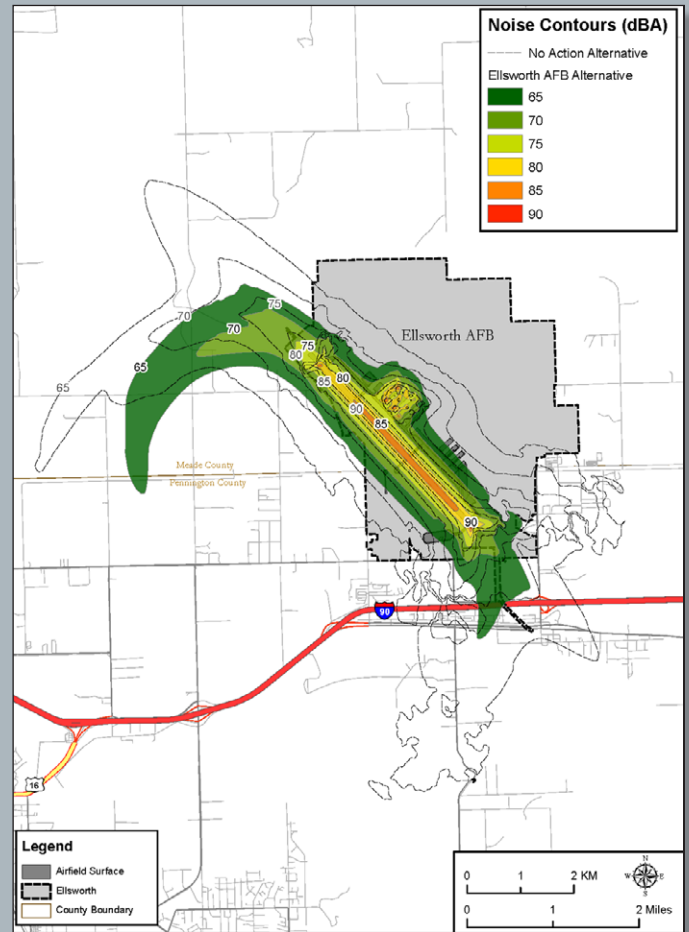 Noise Contours (dBA)
No Action Alternative
Ellsworth AFB Alternative
65
70
75
80
85
90
Ellsworth AFB
75
70
70
75
80
80
85
65
65
90
85
90
Meade County
Pennington County
90
16
Legend
Airfield Surface
Ellsworth
County Boundary
0 1 2 KM
N
W E
S
0 1 2 Miles